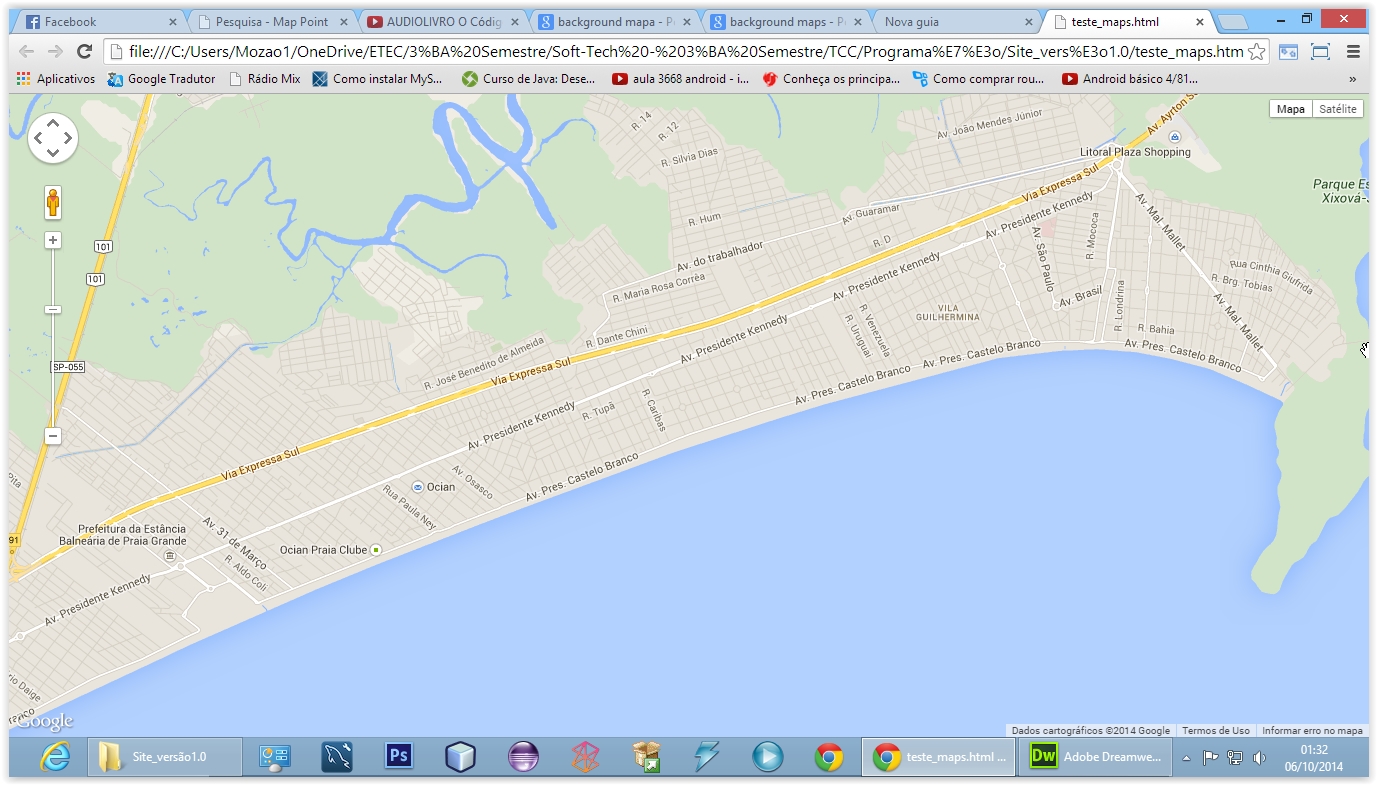 Facebook
Pesquisa - Map Point
AUDIOLIVRO O Códig
background mapa - P
background maps - P
Nova guia
teste_maps.html
file:///C:/Users/Mozao1/OneDrive/ETEC/3%BA%20Semestre/Soft-Tech%20-%203%BA%20Semestre/TCC/Programa%E7%E3o/Site_vers%E3o1.0/teste_maps.htm
Aplicativos
Google Tradutor
Rádio Mix
Como instalar MyS...
Curso de Java: Dese...
aula 3668 android - i...
Conheça os principa...
Como comprar rou...
Android básico 4/81...
»
Mapa
Satélite
R. 14
R. 12
R. Silvia Dias
Av. João Mendes Júnior
Av. Ayrton S
Litoral Plaza Shopping
Parque Es
Xixová-J
Via Expressa Sul
Av. Guaramar
R. Hum
R. D
Av. Presidente Kennedy
Av. Mal. Mallet
R. Mococa
Av. São Paulo
101
Av. do trabalhador
101
R. Maria Rosa Corrêa
Av. Presidente Kennedy
Rua Cinthia Giufrida
R. Brg. Tobias
Av. Brasil
R. Londrina
Av. Mal. Mallet
VILA
GUILHERMINA
R. Venezuela
R. Uruguai
R. Bahia
R. Dante Chini
Av. Presidente Kennedy
Av. Pres. Castelo Branco
Av. Pres. Castelo Branco
SP-055
R. José Benedito de Almeida
Via Expressa Sul
Av. Pres. Castelo Branco
Av. Presidente Kennedy
R. Tupã
R. Caribas
Via Expressa Sul
Av. Pres. Castelo Branco
Pita
Av. Osasco
Ocian
Rua Paula Ney
91
Prefeitura da Estância
Balneária de Praia Grande
Av. 31 de Março
Ocian Praia Clube
R. Aldo Coli
Av. Presidente Kennedy
rio Daige
ranco
Google
Dados cartográficos ©2014 Google
Termos de Uso
Informar erro no mapa
Site_versão1.0
Ps
teste_maps.html ...
Dw
Adobe Dreamwe...
01:32
06/10/2014